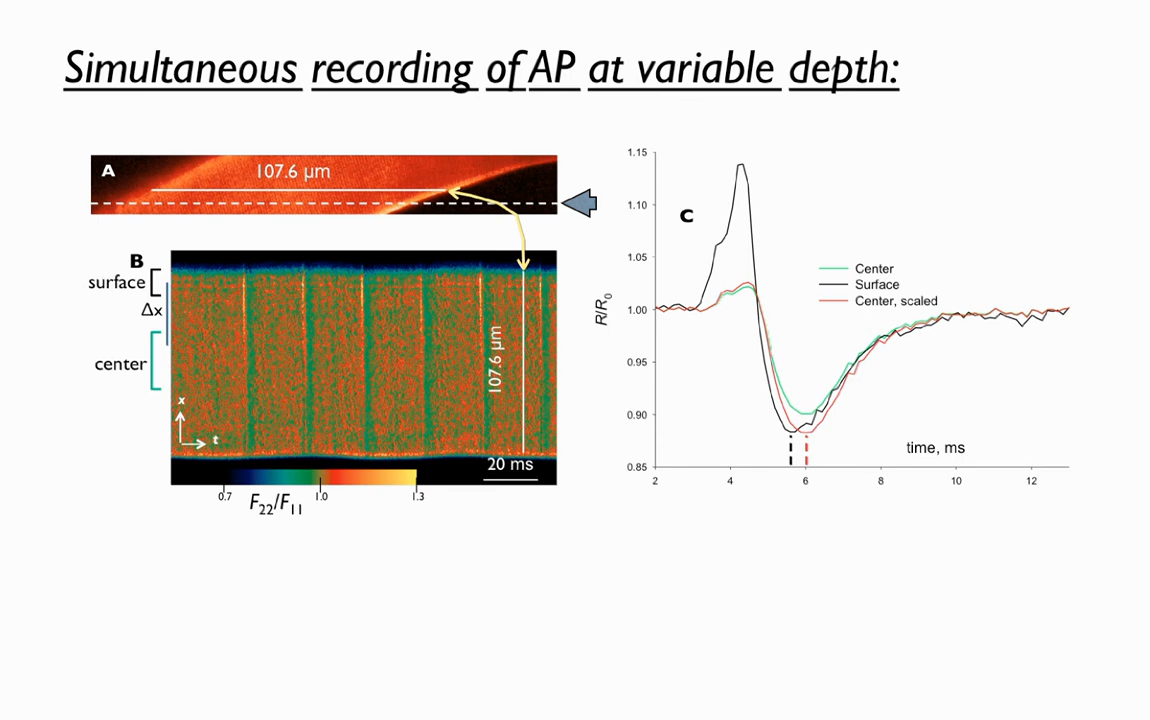 Simultaneous recording of AP at variable depth:
A
107.6 µm
B
surface
Δx
center
x
t
107.6 µm
20 ms
0.7
1.0
1.3
F22/F11
C
1.15
1.10
1.05
1.00
0.95
0.90
0.85
R/R0
Center
Surface
Center, scaled
time, ms
2
4
6
8
10
12